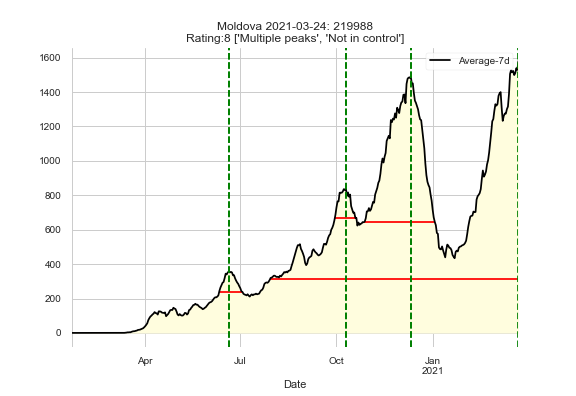 Moldova 2021-03-24: 219988
Rating:8 ['Multiple peaks', 'Not in control']
Average-7d
1600
1400
1200
1000
800
600
400
200
0
Apr
Jul
Oct
Jan
2021
Date